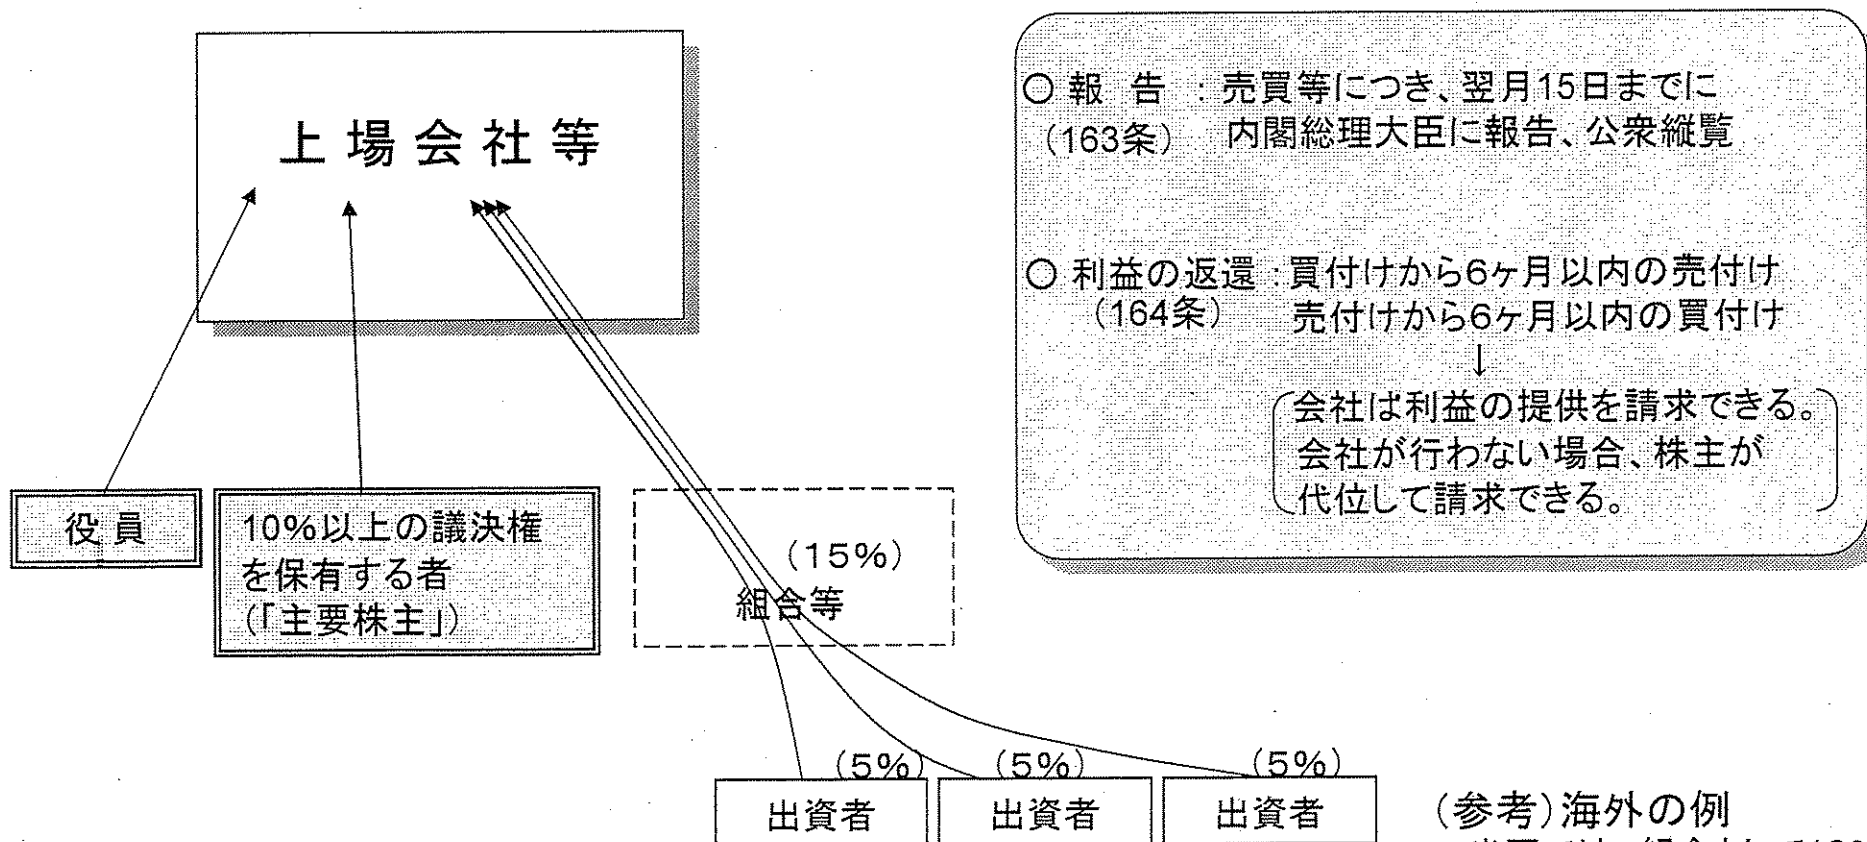 上場会社等
○ 報 告 : 売買等につき、翌月15日までに
(163条) 内閣総理大臣に報告、公衆縦覧
○ 利益の返還 : 買付けから6ヶ月以内の売付け
(164条) 売付けから6ヶ月以内の買付け
↓
会社は利益の提供を請求できる。
会社が行わない場合、株主が
代位して請求できる。
役員
10%以上の議決権
を保有する者
(「主要株主」)
(15%)
組合等
(5%) (5%) (5%)
出資者 出資者 出資者
(参考)海外の例